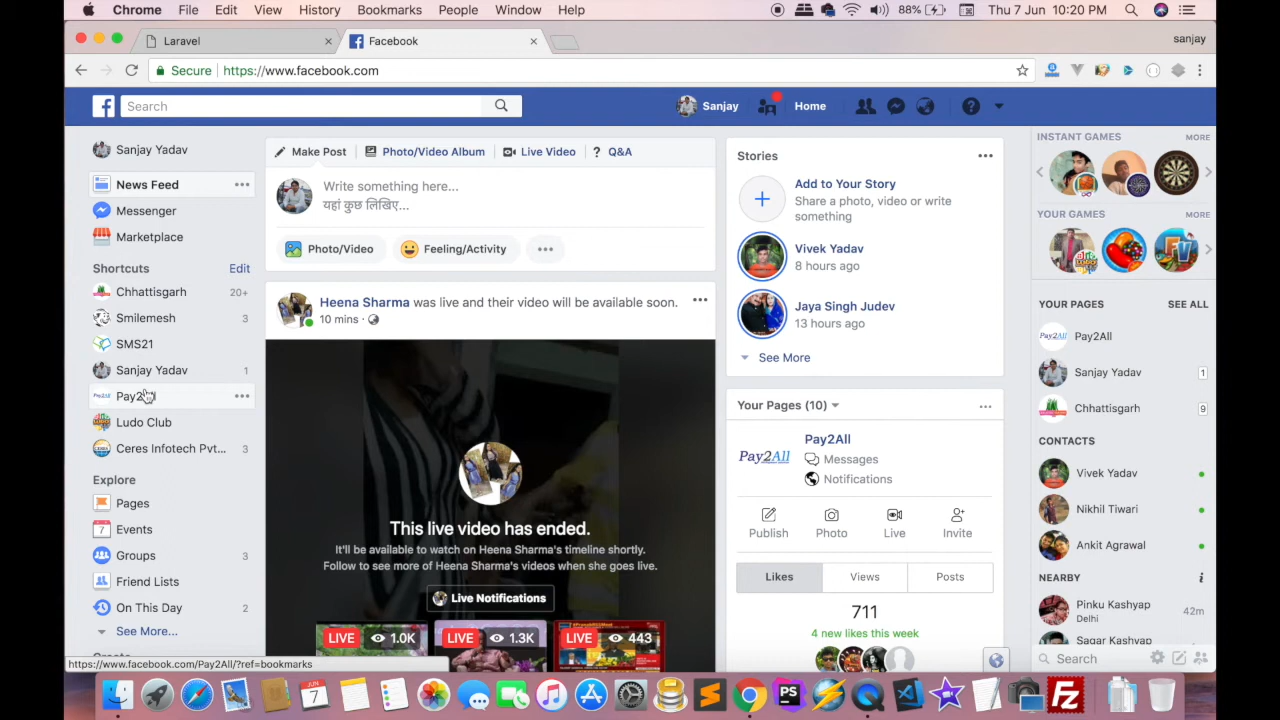 Chrome File Edit View History Bookmarks People Window Help 88% Thu 7 Jun 10:20 PM
Laravel Facebook sanjay
Secure https://www.facebook.com
Search Sanjay Home
Sanjay Yadav
News Feed
Messenger
Marketplace
Shortcuts Edit
Chhattisgarh 20+
Smilemesh 3
SMS21
Sanjay Yadav 1
Ludo Club
Ceres Infotech Pvt... 3
Explore
Pages
Events
Groups 3
Friend Lists
On This Day 2
See More...
https://www.facebook.com/Pay2All/?ref=bookmarks
Make Post Photo/Video Album Live Video Q&A
Write something here...
यहां कुछ लिखिए...
Photo/Video Feeling/Activity
Heena Sharma was live and their video will be available soon.
10 mins ·
This live video has ended.
It'll be available to watch on Heena Sharma's timeline shortly.
Follow to see more of Heena Sharma's videos when she goes live.
Live Notifications
LIVE 1.0K LIVE 1.3K LIVE 443
Stories
Add to Your Story
Share a photo, video or write
something
Vivek Yadav
8 hours ago
Jaya Singh Judev
13 hours ago
See More
Your Pages (10)
Pay2All
Pay2All
Messages
Notifications
Publish Photo Live Invite
Likes Views Posts
711
4 new likes this week
INSTANT GAMES MORE
YOUR GAMES MORE
YOUR PAGES SEE ALL
Pay2All
Sanjay Yadav 1
Chhattisgarh 9
CONTACTS
Vivek Yadav
Nikhil Tiwari
Ankit Agrawal
NEARBY
Pinku Kashyap 42m
Delhi
Sagar Kashyap
Search